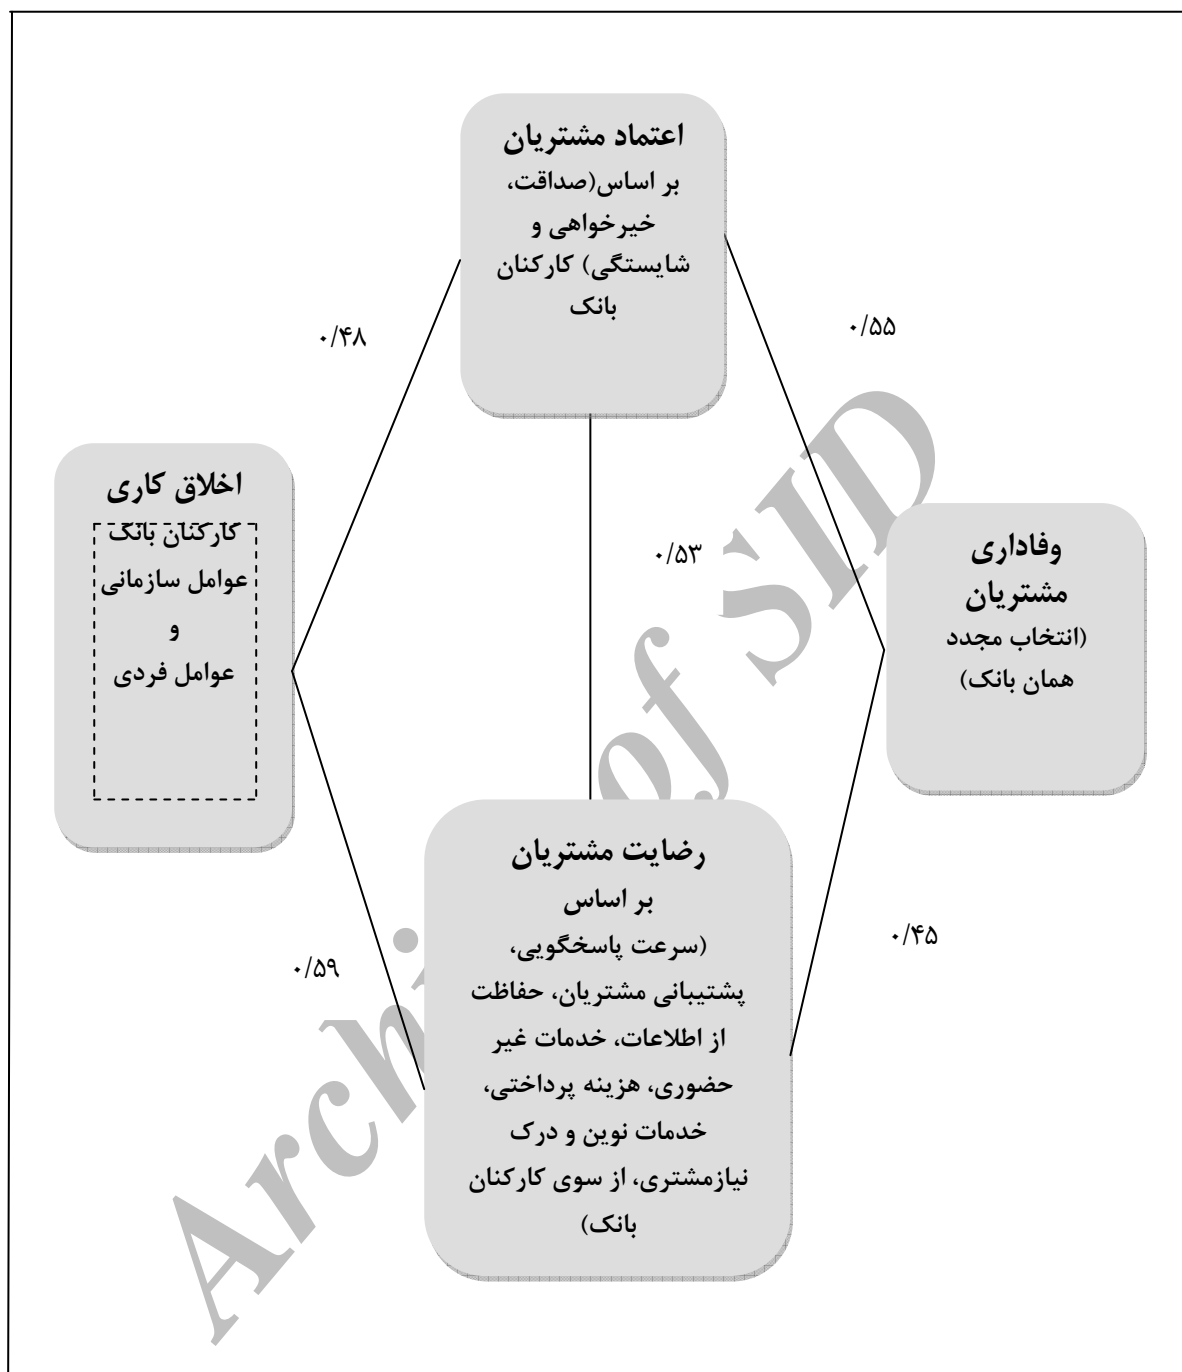 اعتماد مشتریان
بر اساس(صداقت،
خیرخواهی و
شایستگی) کارکنان
بانک
۰/۴۸
۰/۵۵
اخلاق کاری
کارکنان بانک
عوامل سازمانی
و
عوامل فردی
۰/۵۳
وفاداری
مشتریان
(انتخاب مجدد
همان بانک)
رضایت مشتریان
بر اساس
(سرعت پاسخگویی،
پشتیبانی مشتریان، حفاظت
از اطلاعات، خدمات غیر
حضوری، هزینه پرداختی،
خدمات نوین و درک
نیازمشتری، از سوی کارکنان
بانک)
۰/۵۹
۰/۴۵
Archive of SID